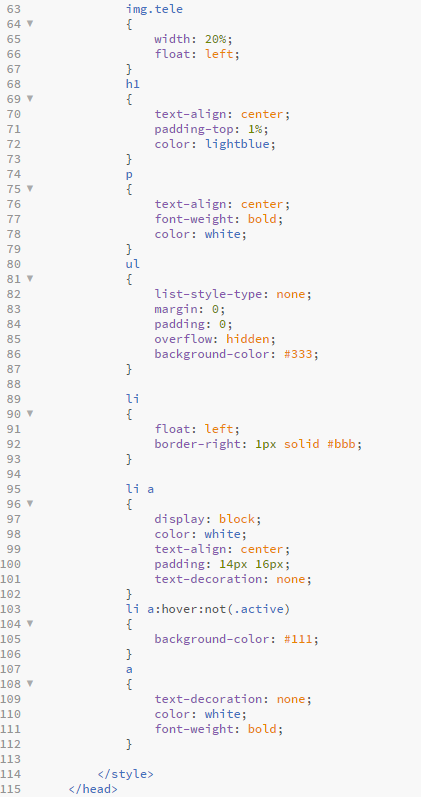 63 img.tele
64 {
65 width: 20%;
66 float: left;
67 }
68 h1
69 {
70 text-align: center;
71 padding-top: 1%;
72 color: lightblue;
73 }
74 p
75 {
76 text-align: center;
77 font-weight: bold;
78 color: white;
79 }
80 ul
81 {
82 list-style-type: none;
83 margin: 0;
84 padding: 0;
85 overflow: hidden;
86 background-color: #333;
87 }
88
89 li
90 {
91 float: left;
92 border-right: 1px solid #bbb;
93 }
94
95 li a
96 {
97 display: block;
98 color: white;
99 text-align: center;
100 padding: 14px 16px;
101 text-decoration: none;
102 }
103 li a:hover:not(.active)
104 {
105 background-color: #111;
106 }
107 a
108 {
109 text-decoration: none;
110 color: white;
111 font-weight: bold;
112 }
113
114 </style>
115 </head>